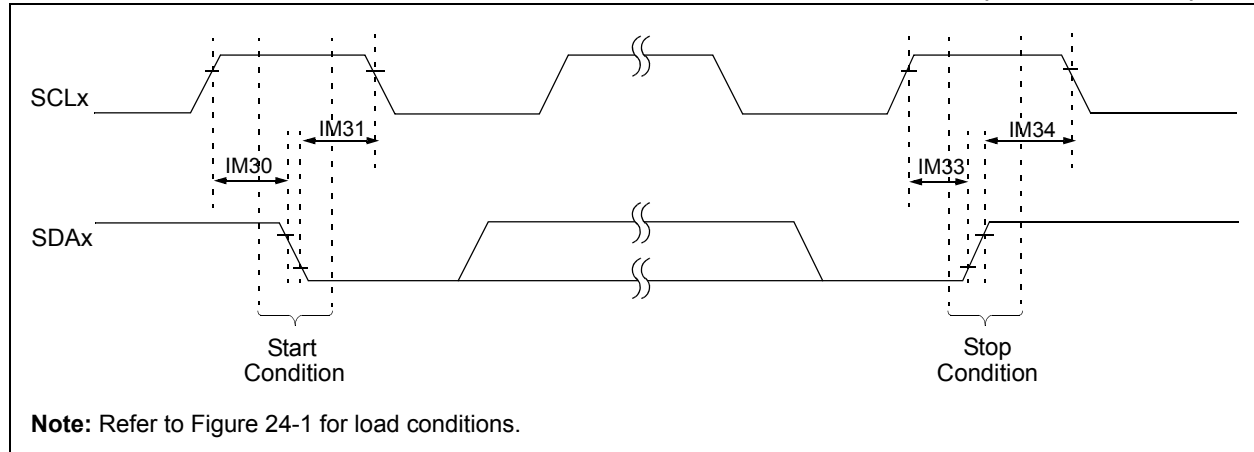 SCLx
IM31
IM34
IM30
IM33
SDAx
Start
Condition
Stop
Condition
Note: Refer to Figure 24-1 for load conditions.